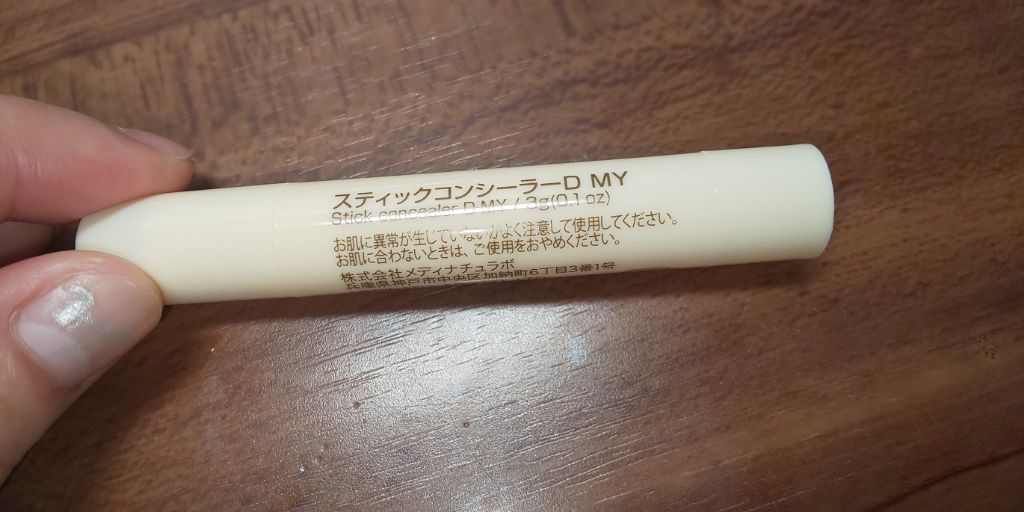 スティックコンシーラーD MY
Stick concealer D MY / 3g(0.1 oz)
お肌に異常が生じていないかよく注意して使用してください。
お肌に合わないときは、ご使用をおやめください。
株式会社メディナチュラボ
兵庫県神戸市中央区加納町6丁目3番1号